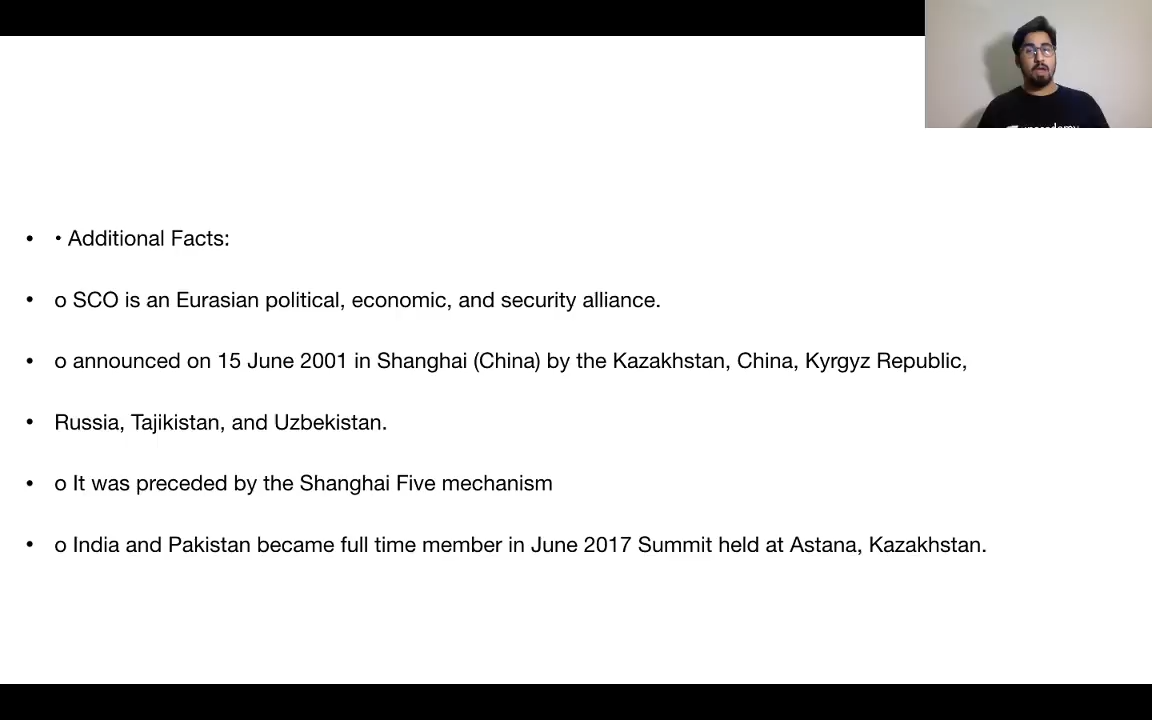 • • Additional Facts:
• o SCO is an Eurasian political, economic, and security alliance.
• o announced on 15 June 2001 in Shanghai (China) by the Kazakhstan, China, Kyrgyz Republic,
• Russia, Tajikistan, and Uzbekistan.
• o It was preceded by the Shanghai Five mechanism
• o India and Pakistan became full time member in June 2017 Summit held at Astana, Kazakhstan.